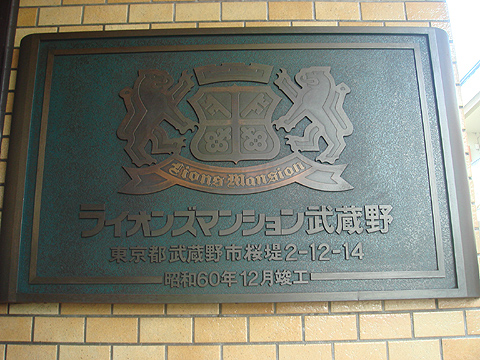 Lions Mansion
ライオンズマンション武蔵野
東京都武蔵野市桜堤2-12-14
昭和60年12月竣工